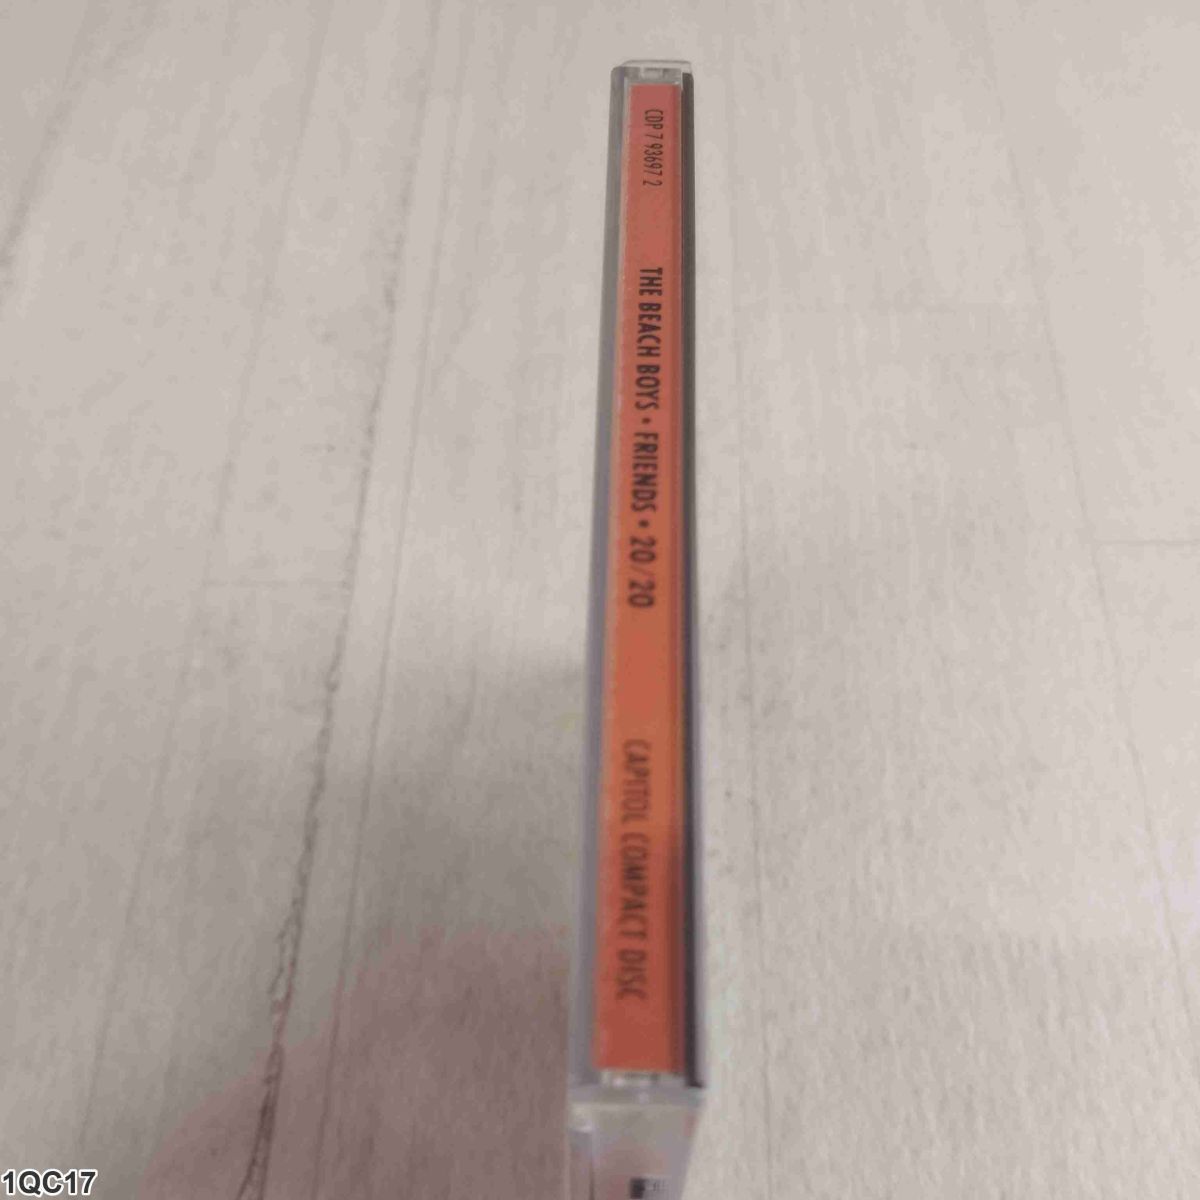 CDP 7 93697 2
THE BEACH BOYS • FRIENDS • 20/20
CAPITOL COMPACT DISC
1QC17